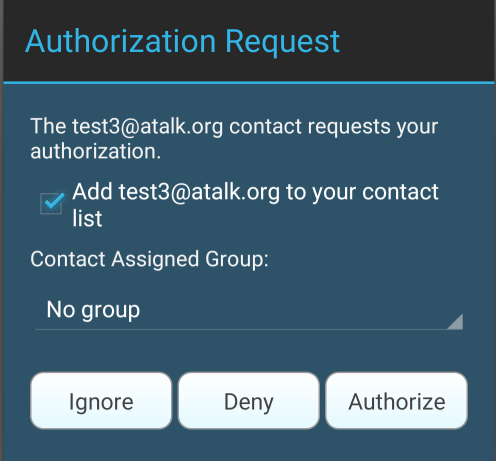 Authorization Request
The test3@atalk.org contact requests your
authorization.
Add test3@atalk.org to your contact
list
Contact Assigned Group:
No group
Ignore
Deny
Authorize